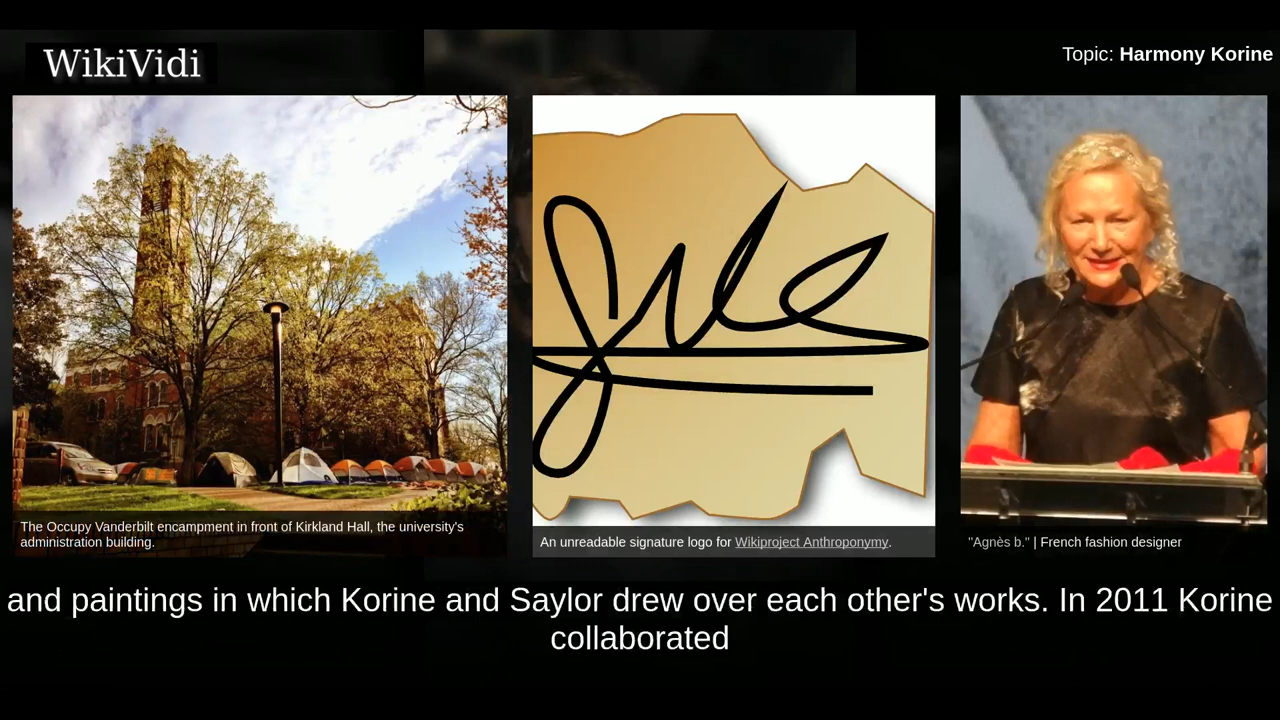 WikiVidi
Topic: Harmony Korine
The Occupy Vanderbilt encampment in front of Kirkland Hall, the university's
administration building.
An unreadable signature logo for Wikiproject Anthroponymy.
"Agnès b." | French fashion designer
and paintings in which Korine and Saylor drew over each other's works. In 2011 Korine
collaborated